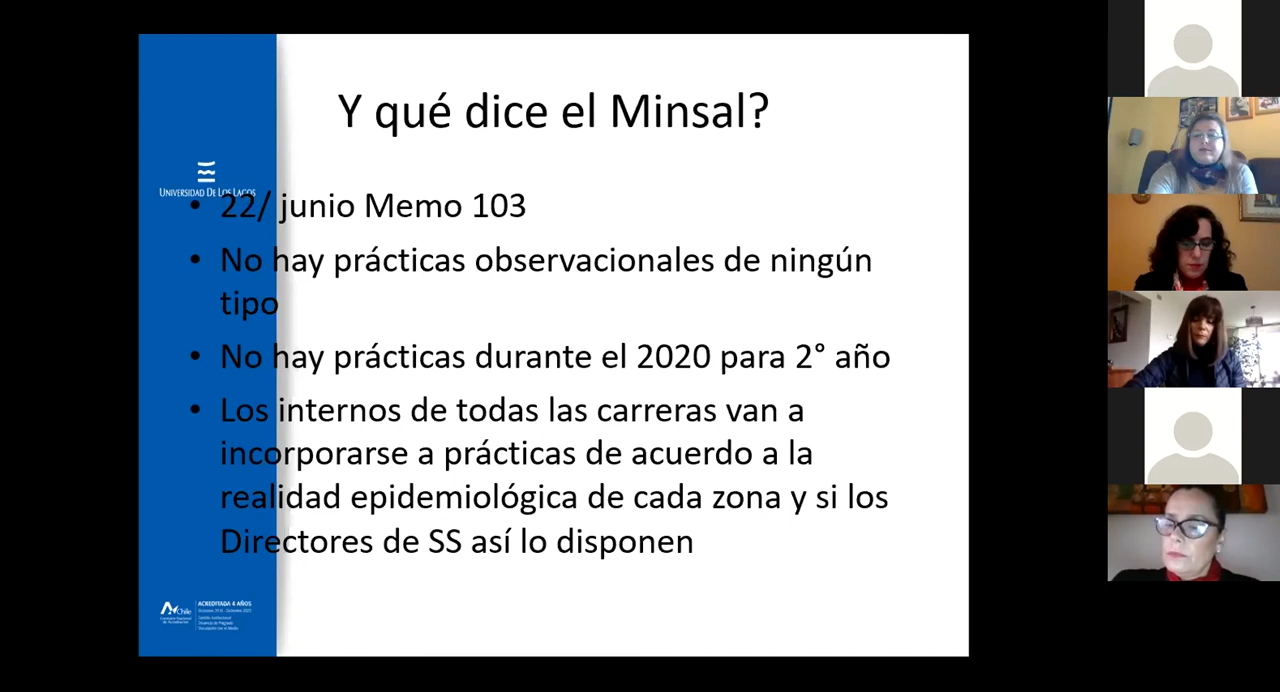 Y qué dice el Minsal?
UNIVERSIDAD DE LOS LAGOS
• 22/ junio Memo 103
• No hay prácticas observacionales de ningún
tipo
• No hay prácticas durante el 2020 para 2° año
• Los internos de todas las carreras van a
incorporarse a prácticas de acuerdo a la
realidad epidemiológica de cada zona y si los
Directores de SS así lo disponen
Chile
ACREDITADA 4 AÑOS